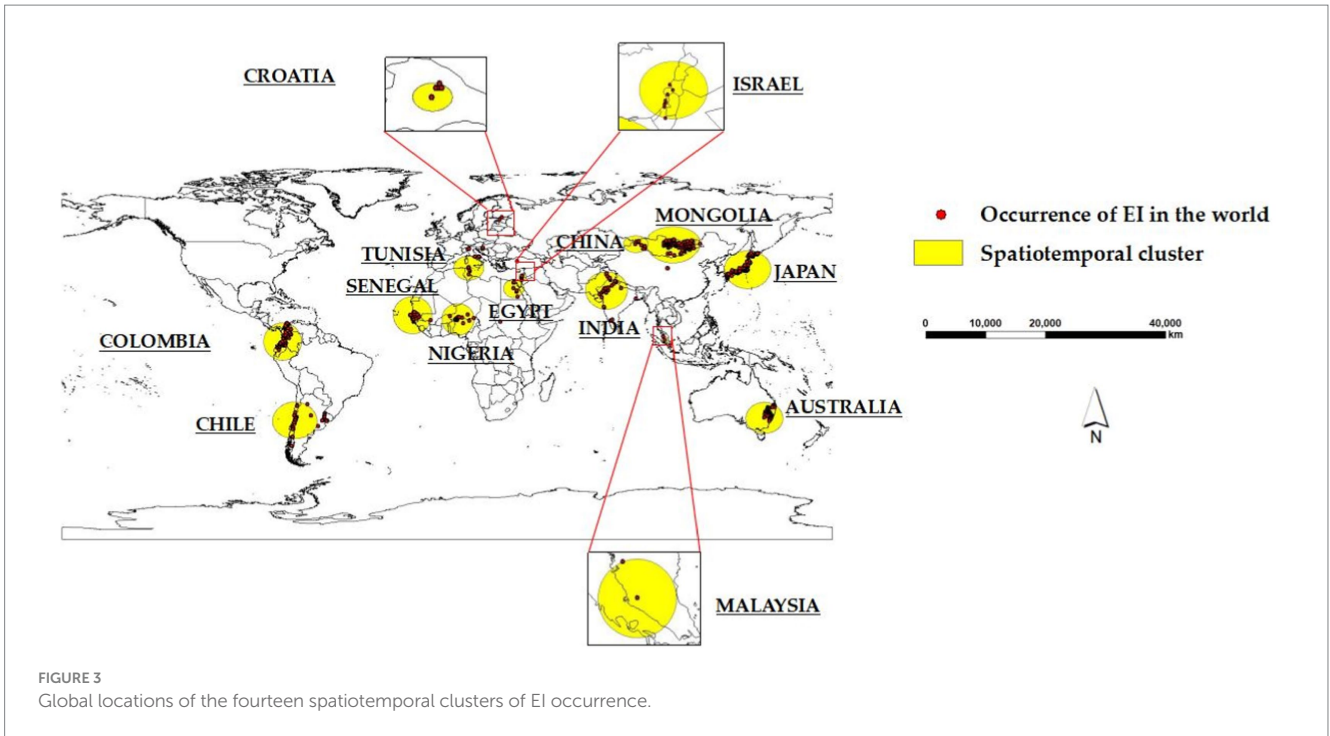 CROATIA
ISRAEL
MONGOLIA
CHINA
TUNISIA
SENEGAL
JAPAN
EGYPT
INDIA
COLOMBIA
NIGERIA
CHILE
AUSTRALIA
MALAYSIA
Occurrence of EI in the world
Spatiotemporal cluster
0 10,000 20,000 40,000
km
N
FIGURE 3
Global locations of the fourteen spatiotemporal clusters of EI occurrence.